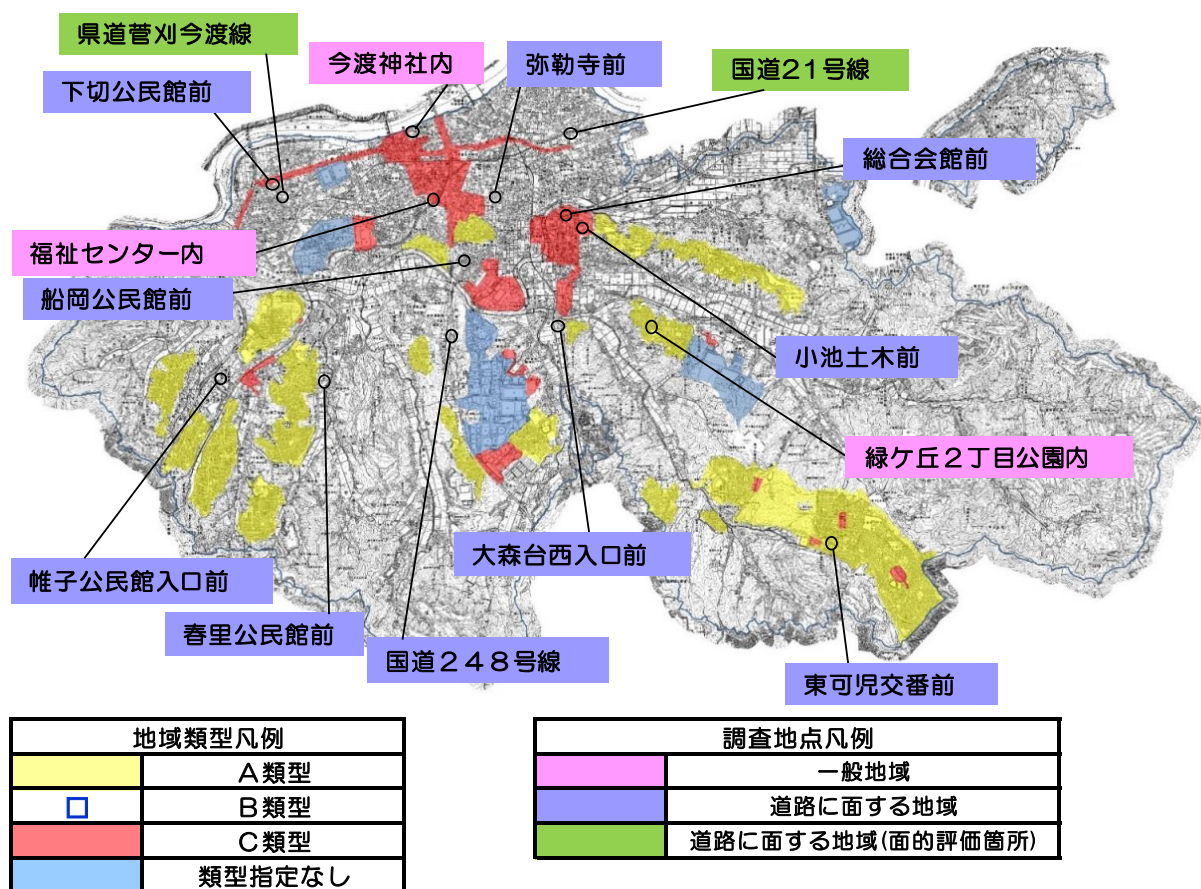 県道菅刈今渡線
今渡神社内
弥勒寺前
国道21号線
下切公民館前
総合会館前
福祉センター内
船岡公民館前
小池土木前
緑ケ丘２丁目公園内
大森台西入口前
帷子公民館入口前
春里公民館前
国道２４８号線
東可児交番前
地域類型凡例
Ａ類型
Ｂ類型
Ｃ類型
類型指定なし
調査地点凡例
一般地域
道路に面する地域
道路に面する地域(面的評価箇所)